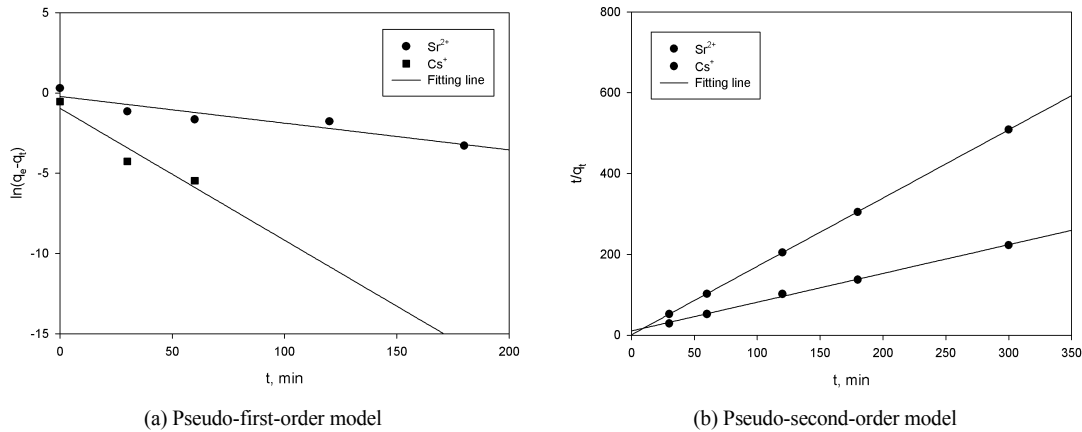 5
0
-5
-10
-15
ln(qₑ-qₜ)
Sr²⁺
Cs⁺
Fitting line
0 50 100 150 200
t, min
(a) Pseudo-first-order model
800
600
400
200
0
t/qₜ
Sr²⁺
Cs⁺
Fitting line
0 50 100 150 200 250 300 350
t, min
(b) Pseudo-second-order model